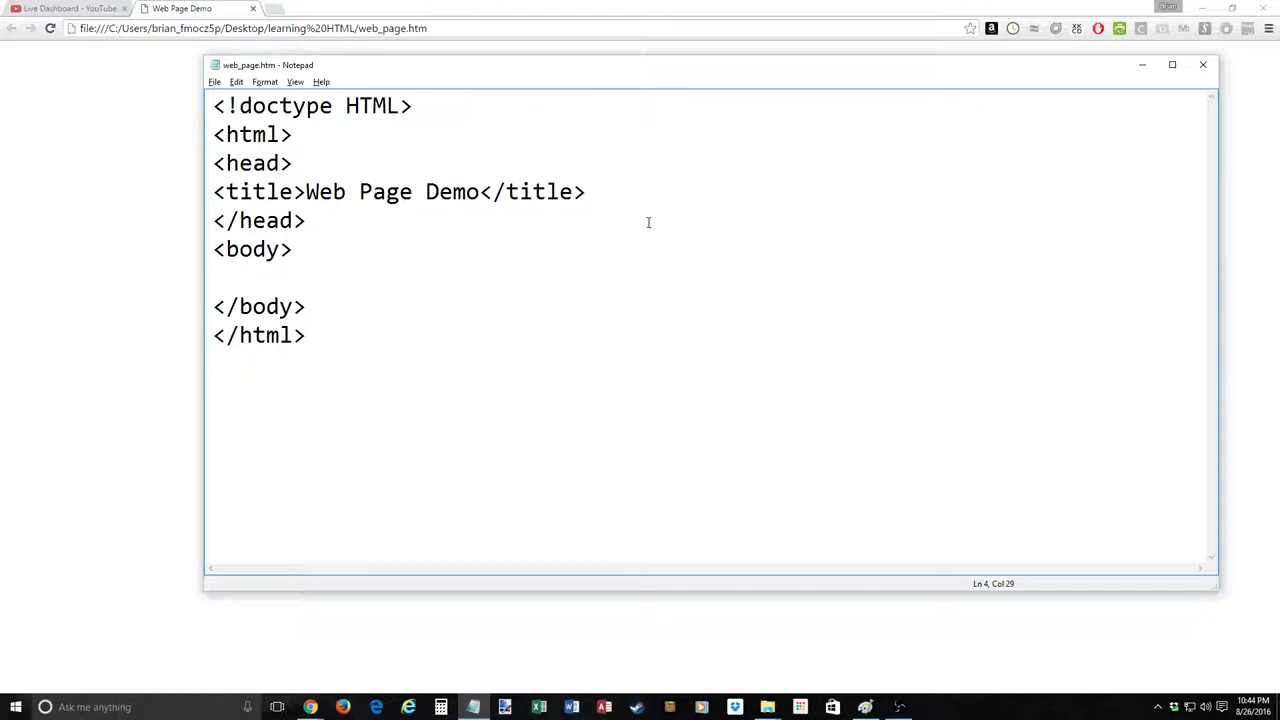 Live Dashboard - YouTube
Web Page Demo
Brian
file:///C:/Users/brian_fmocz5p/Desktop/learning%20HTML/web_page.htm
web_page.htm - Notepad
File Edit Format View Help
<!doctype HTML>
<html>
<head>
<title>Web Page Demo</title>
</head>
<body>
</body>
</html>
Ln 4, Col 29
Ask me anything
10:44 PM
8/26/2016